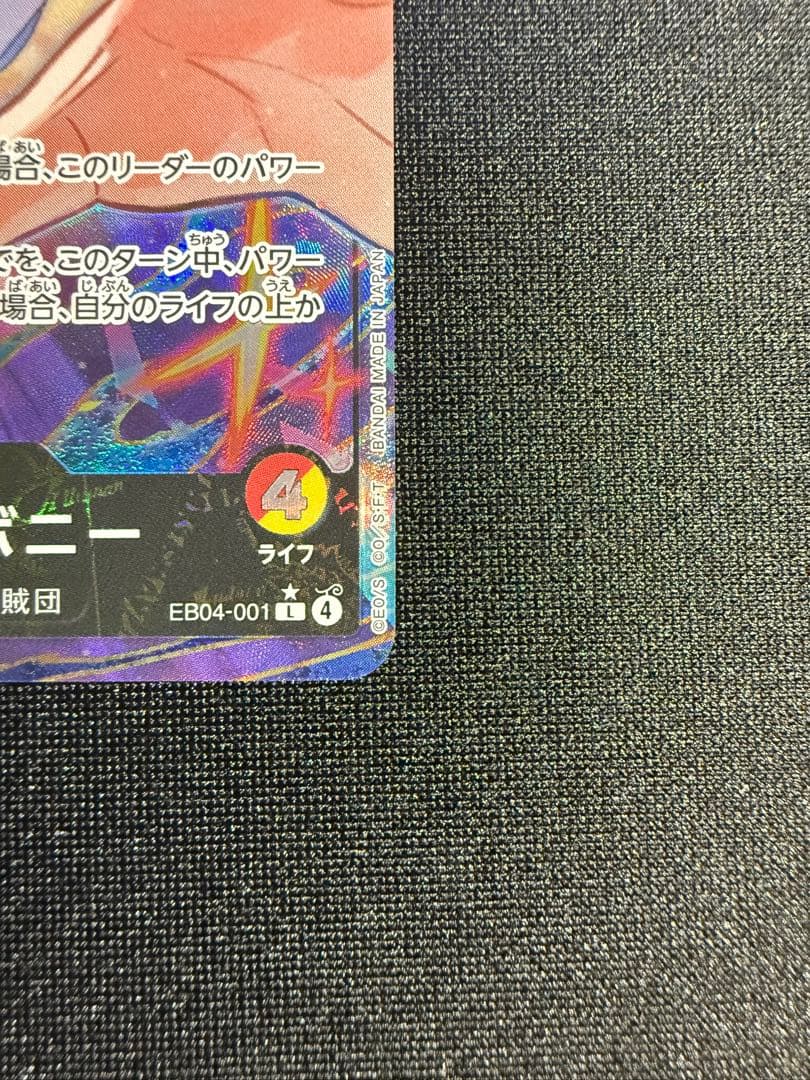 場合、このリーダーのパワー
でを、このターン中、パワー
場合、自分のライフの上か
BANDAI MADE IN JAPAN
©EO/S ©O/S・F・T
4
ライフ
ボニー
賊団
EB04-001 L 4